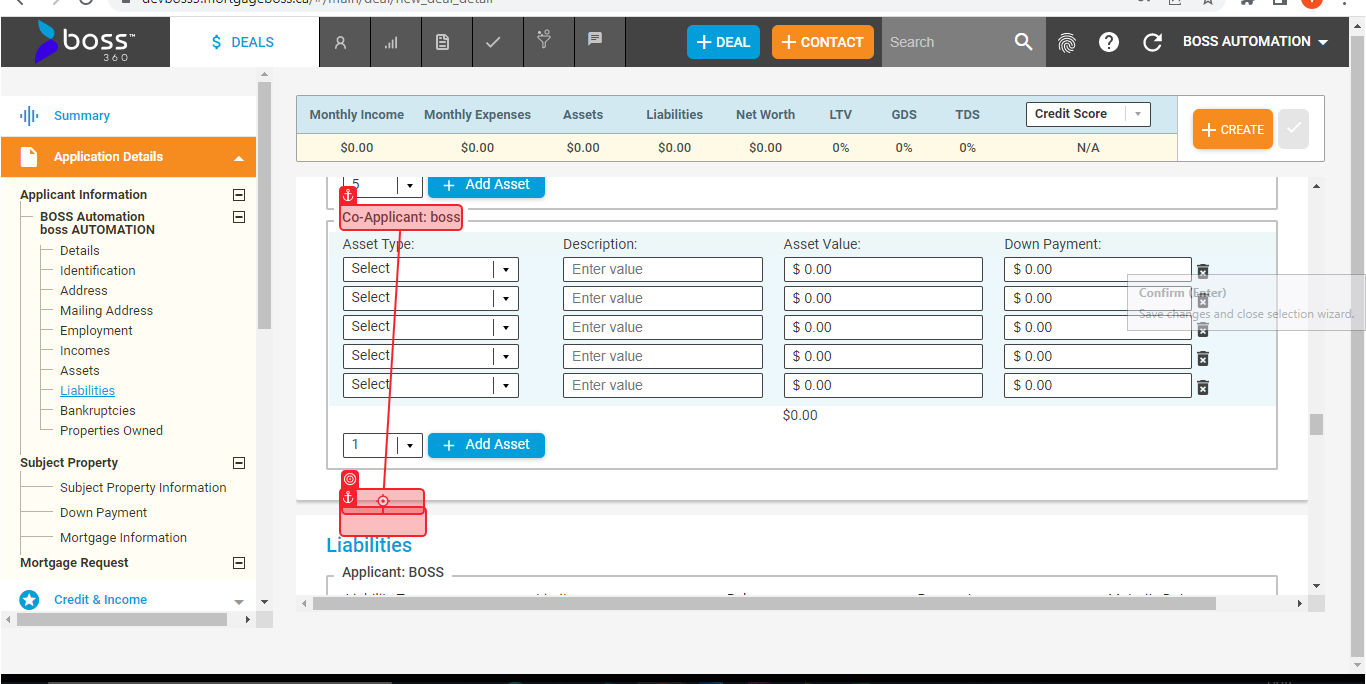 boss™
360
DEALS
DEAL
CONTACT
Search
BOSS AUTOMATION
Summary
Application Details
Applicant Information
BOSS Automation
boss AUTOMATION
Details
Identification
Address
Mailing Address
Employment
Incomes
Assets
Liabilities
Bankruptcies
Properties Owned
Subject Property
Subject Property Information
Down Payment
Mortgage Information
Mortgage Request
Credit & Income
Monthly Income Monthly Expenses Assets Liabilities Net Worth LTV GDS TDS Credit Score
$0.00 $0.00 $0.00 $0.00 $0.00 0% 0% 0% N/A
CREATE
5 Add Asset
Co-Applicant: boss
Asset Type: Description: Asset Value: Down Payment:
Select Enter value $ 0.00 $ 0.00
Select Enter value $ 0.00 $ 0.00
Select Enter value $ 0.00 $ 0.00
Select Enter value $ 0.00 $ 0.00
Select Enter value $ 0.00 $ 0.00
$0.00
1 Add Asset
Confirm (Enter)
Save changes and close selection wizard.
Liabilities
Applicant: BOSS